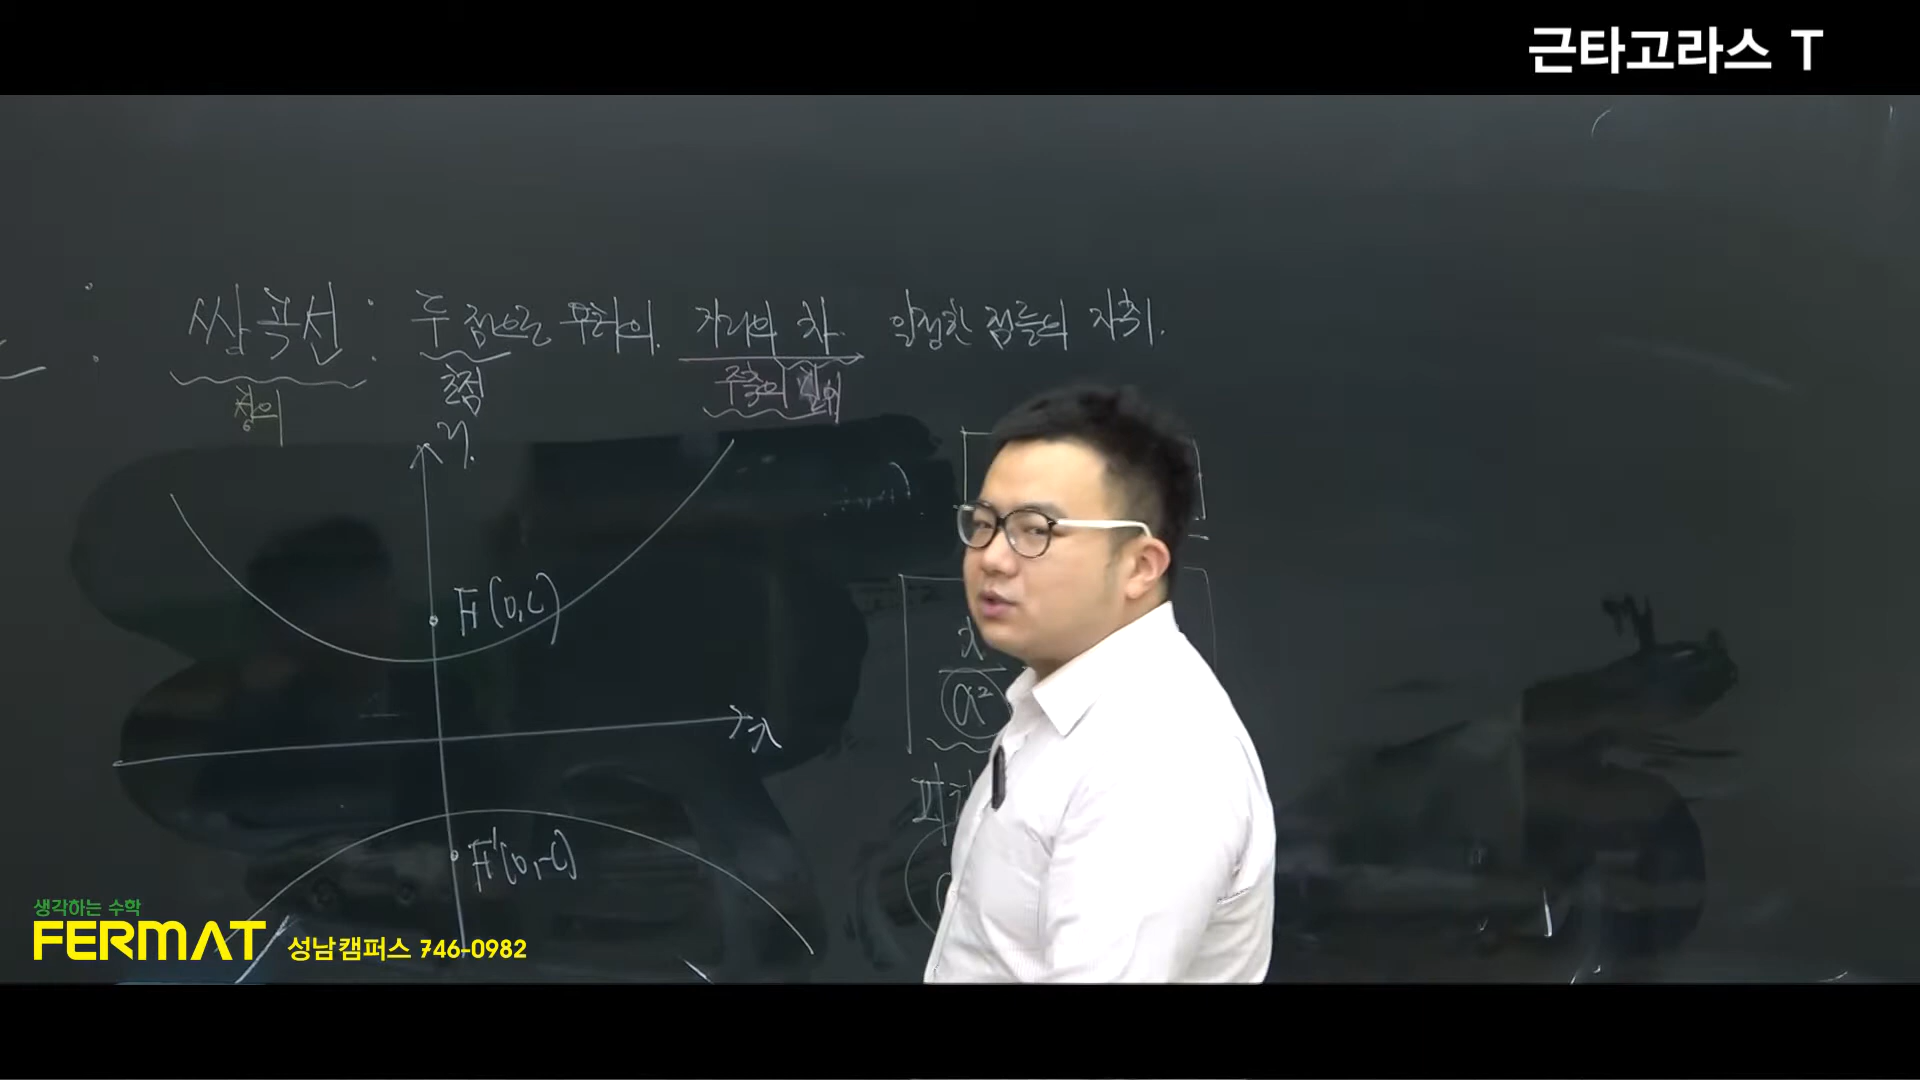 근타고라스 T
쌍곡선 : 두 점으로 부터의 거리의 차 일정한 점들의 자취.
정의 초점 주축의 길이
y
F(0,c)
x
x
a²
F'(0,-c)
생각하는 수학
FERMAT 성남캠퍼스 746-0982